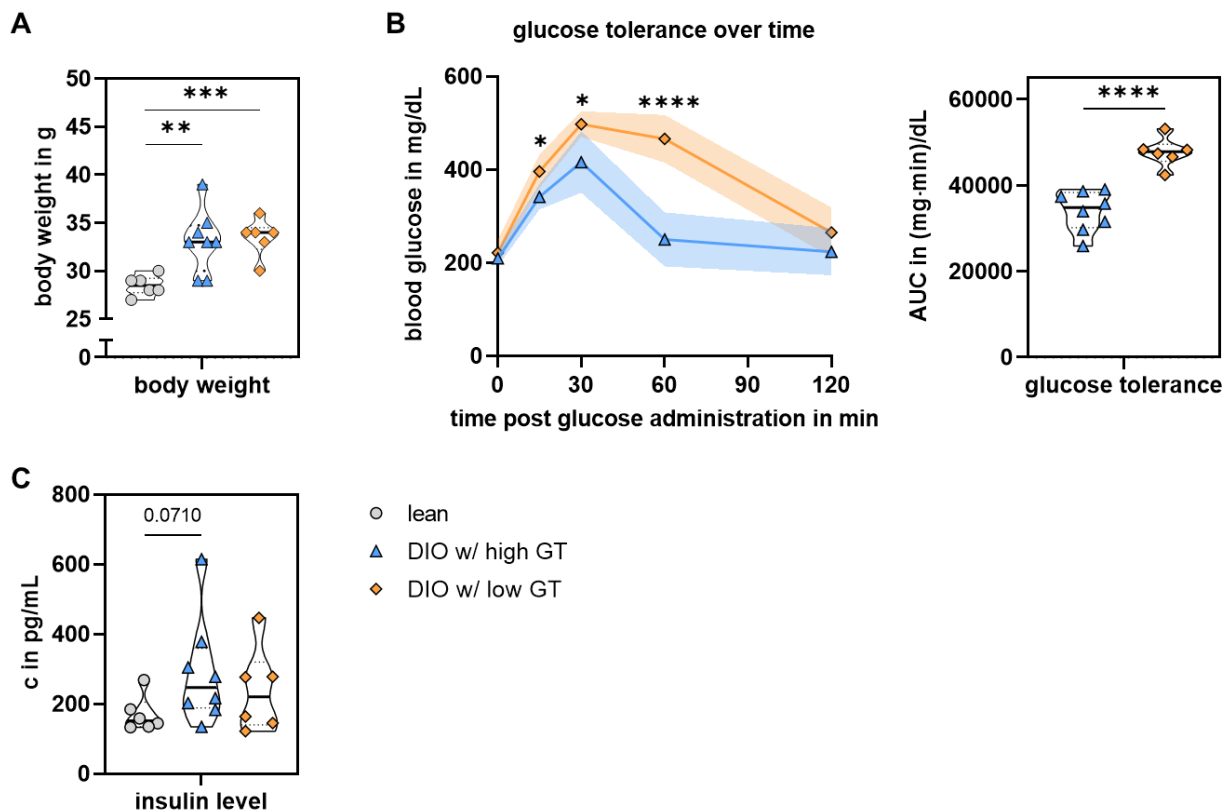 A
body weight in g
50
45
40
35
30
25
0
***
**
body weight
B
glucose tolerance over time
blood glucose in mg/dL
600
400
200
0
*
*
****
0 30 60 90 120
time post glucose administration in min
AUC in (mg·min)/dL
60000
40000
20000
0
****
glucose tolerance
C
c in pg/mL
800
600
400
200
0
0.0710
insulin level
lean
DIO w/ high GT
DIO w/ low GT